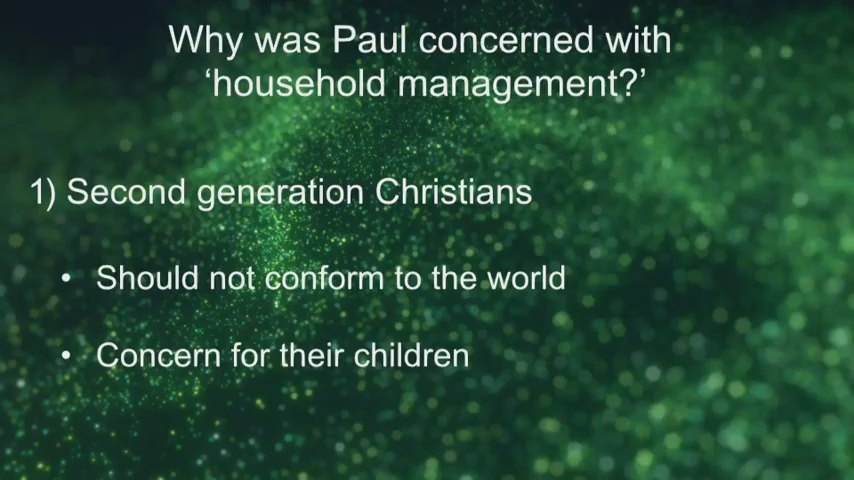 Why was Paul concerned with
‘household management?’
1) Second generation Christians
• Should not conform to the world
• Concern for their children